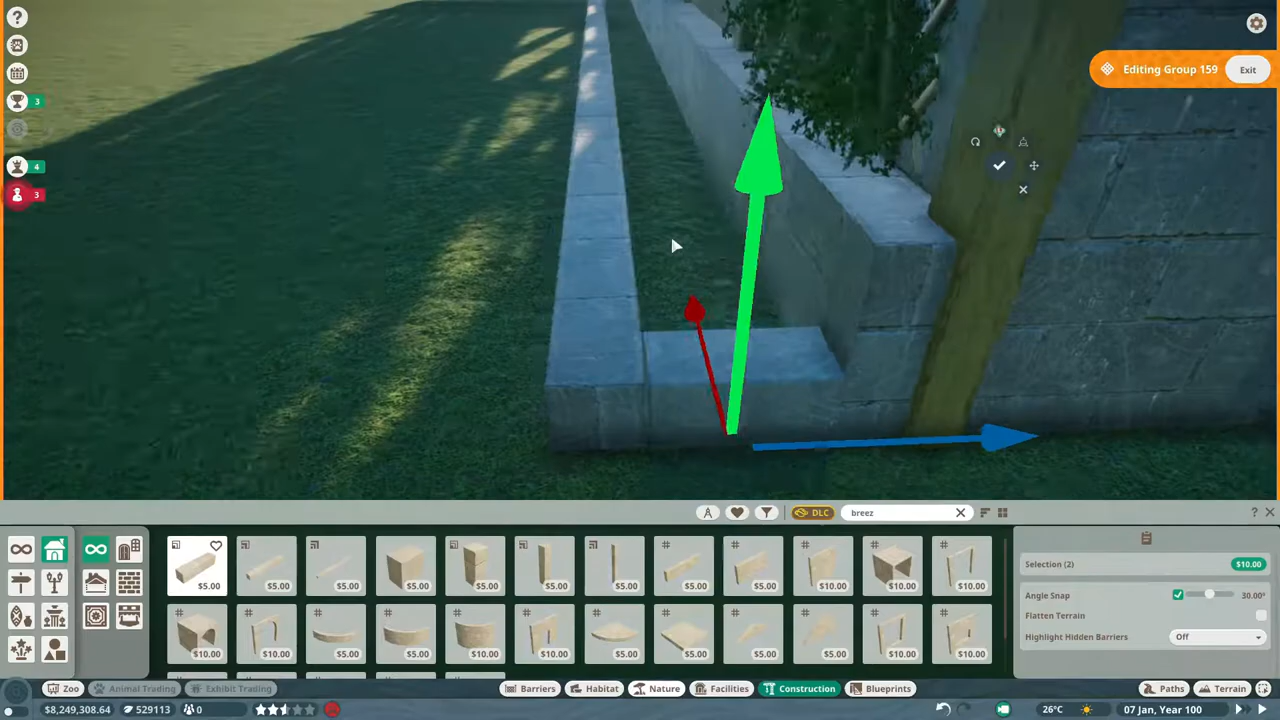 ?
Editing Group 159
Exit
3
4
3
DLC
breez
?
$5.00
$5.00
$5.00
$5.00
$5.00
$5.00
$5.00
$5.00
$5.00
$10.00
$10.00
$10.00
$10.00
$10.00
$5.00
$5.00
$10.00
$10.00
$5.00
$5.00
$5.00
$5.00
$10.00
$10.00
Selection (2)
$10.00
Angle Snap
30.00°
Flatten Terrain
Highlight Hidden Barriers
Off
Zoo
Animal Trading
Exhibit Trading
Barriers
Habitat
Nature
Facilities
Construction
Blueprints
Paths
Terrain
$8,249,308.64
529113
0
26°C
07 Jan, Year 100